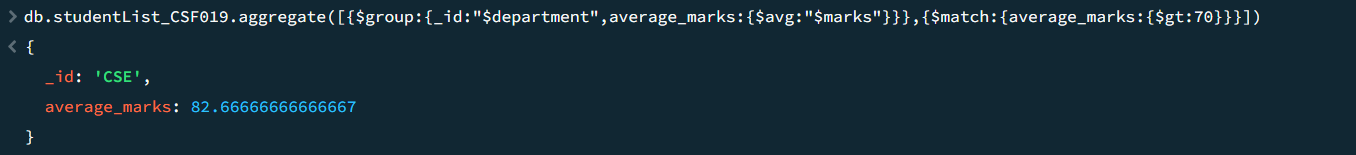 > db.studentList_CSF019.aggregate([{$group:{_id:"$department",average_marks:{$avg:"$marks"}}},{$match:{average_marks:{$gt:70}}}])
< {
_id: 'CSE',
average_marks: 82.66666666666667
}